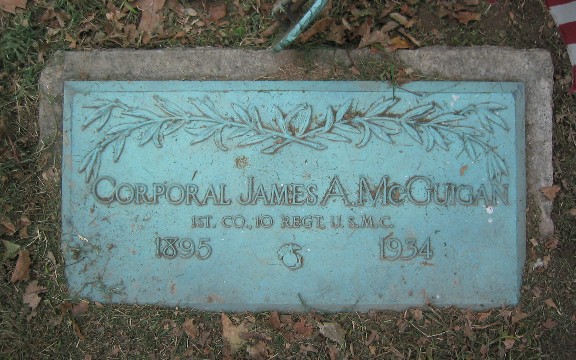 CORPORAL JAMES A. MCGUIGAN
1ST. CO., 10 REGT. U.S.M.C.
1895 1934